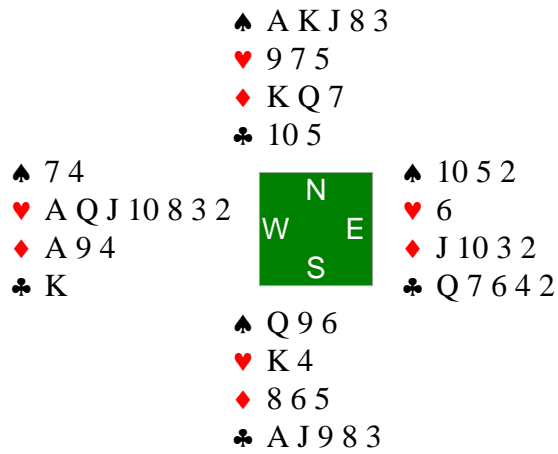 ♠ A K J 8 3
♥ 9 7 5
♦ K Q 7
♣ 10 5
♠ 7 4
♥ A Q J 10 8 3 2
♦ A 9 4
♣ K
N
W E
S
♠ 10 5 2
♥ 6
♦ J 10 3 2
♣ Q 7 6 4 2
♠ Q 9 6
♥ K 4
♦ 8 6 5
♣ A J 9 8 3